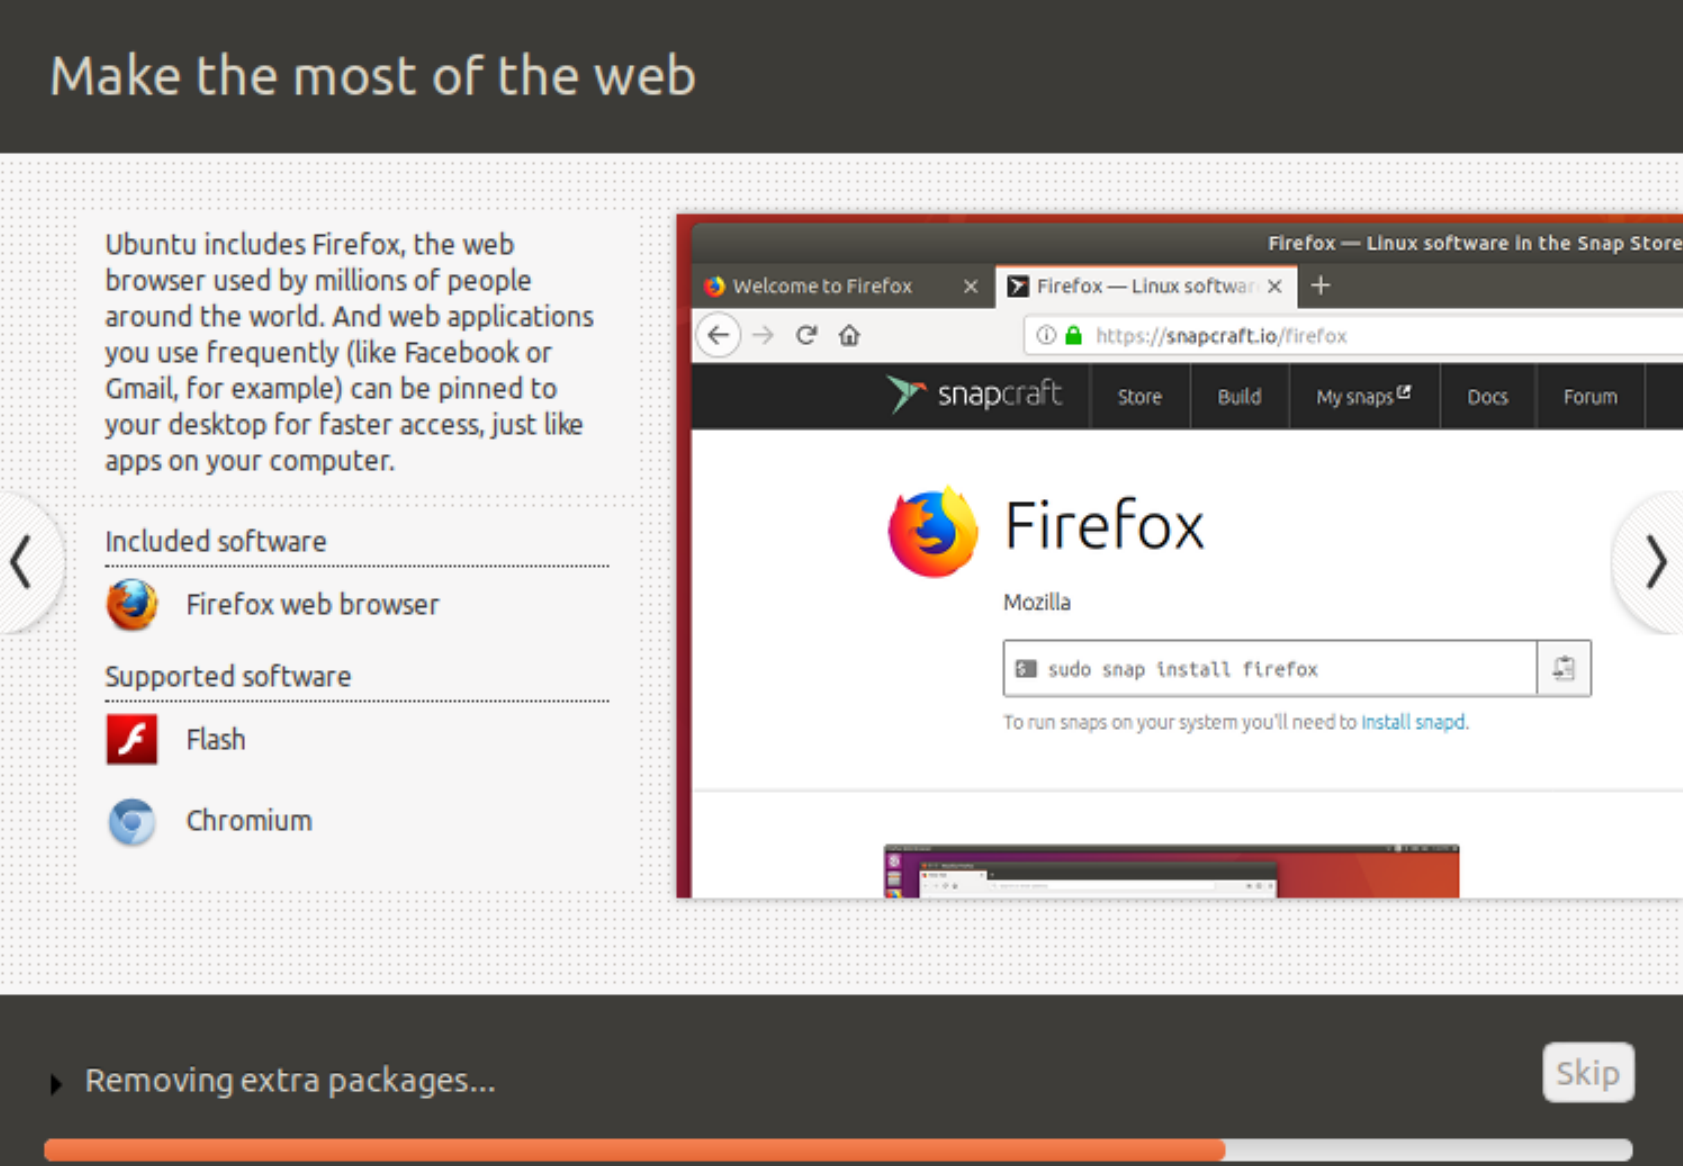 Make the most of the web
Ubuntu includes Firefox, the web
browser used by millions of people
around the world. And web applications
you use frequently (like Facebook or
Gmail, for example) can be pinned to
your desktop for faster access, just like
apps on your computer.
Included software
Firefox web browser
Supported software
Flash
Chromium
Firefox — Linux software in the Snap Store
Welcome to Firefox
Firefox — Linux softwar
https://snapcraft.io/firefox
snapcraft
Store
Build
My snaps
Docs
Forum
Firefox
Mozilla
sudo snap install firefox
To run snaps on your system you'll need to install snapd.
Removing extra packages...
Skip